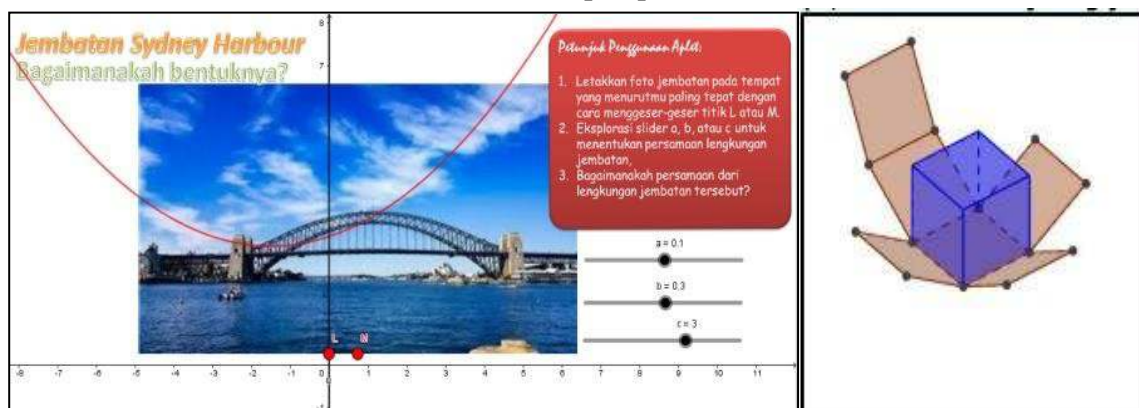 Jembatan Sydney Harbour
Bagaimanakah bentuknya?
Petunjuk Penggunaan Aplet:
1. Letakkan foto jembatan pada tempat
yang menurutmu paling tepat dengan
cara menggeser-geser titik L atau M.
2. Eksplorasi slider a, b, atau c untuk
menentukan persamaan lengkungan
jembatan,
3. Bagaimanakah persamaan dari
lengkungan jembatan tersebut?
a = 0.1
b = 0.3
c = 3
8
7
L M
-8 -7 -6 -5 -4 -3 -2 -1 0 1 2 3 4 5 6 7 8 9 10 11
0
-1